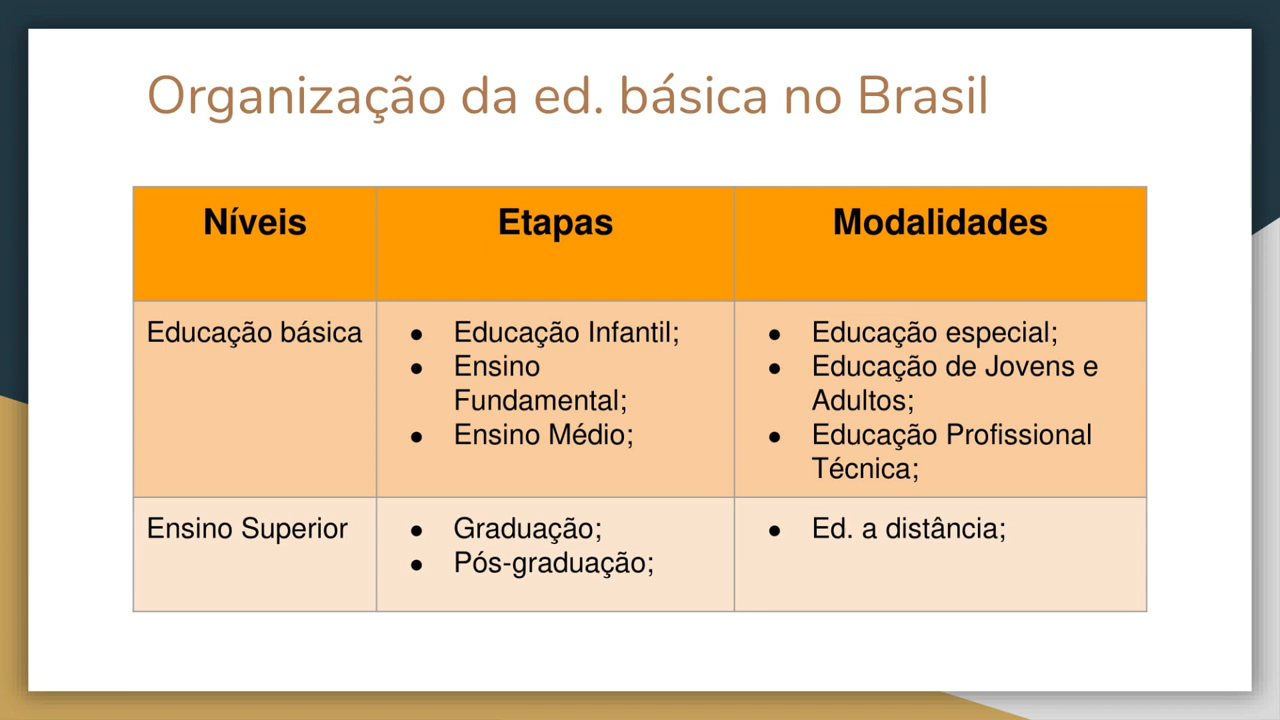 Organização da ed. básica no Brasil
Níveis
Etapas
Modalidades
Educação básica
● Educação Infantil;
● Ensino
Fundamental;
● Ensino Médio;
● Educação especial;
● Educação de Jovens e
Adultos;
● Educação Profissional
Técnica;
Ensino Superior
● Graduação;
● Pós-graduação;
● Ed. a distância;